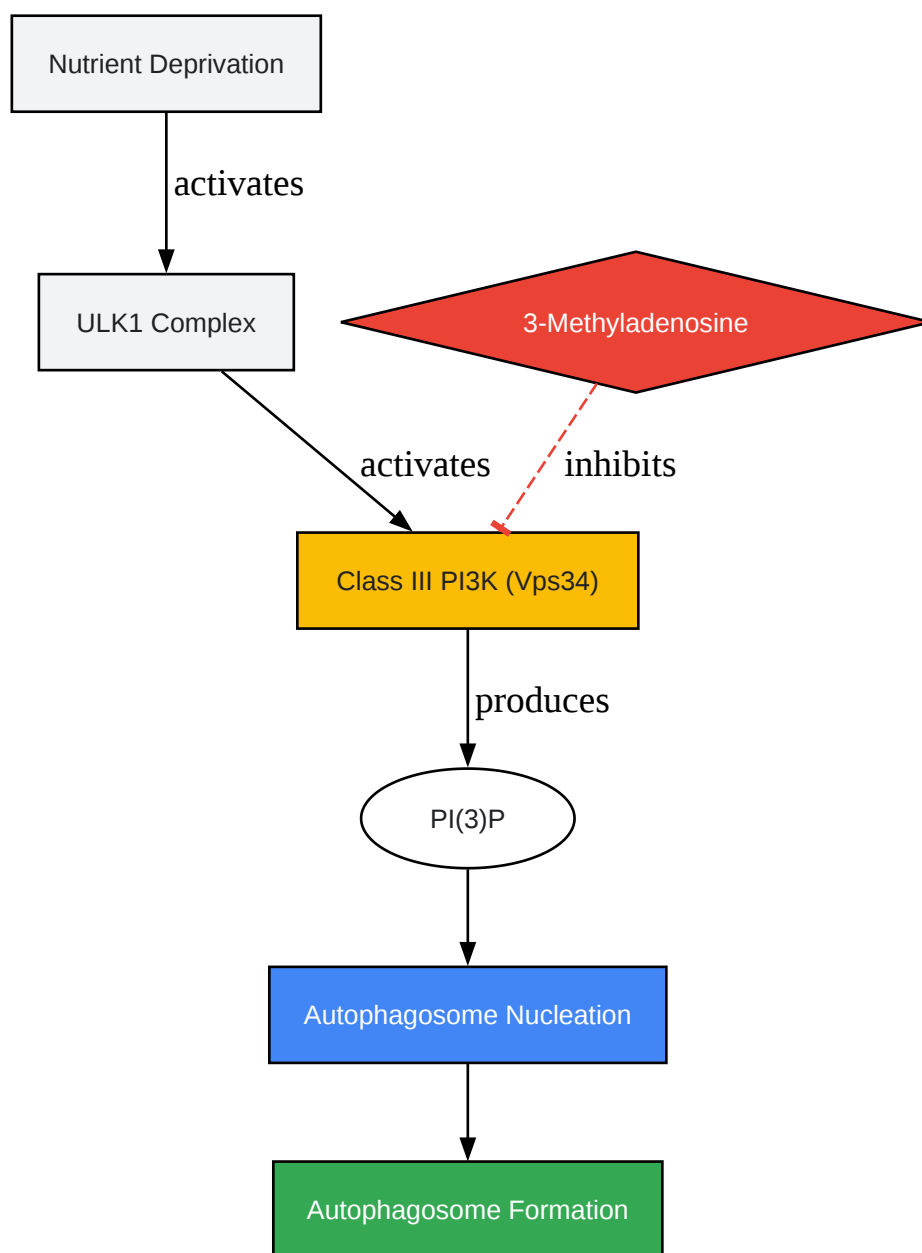 Nutrient Deprivation
activates
ULK1 Complex
3-Methyladenosine
activates
inhibits
Class III PI3K (Vps34)
produces
PI(3)P
Autophagosome Nucleation
Autophagosome Formation